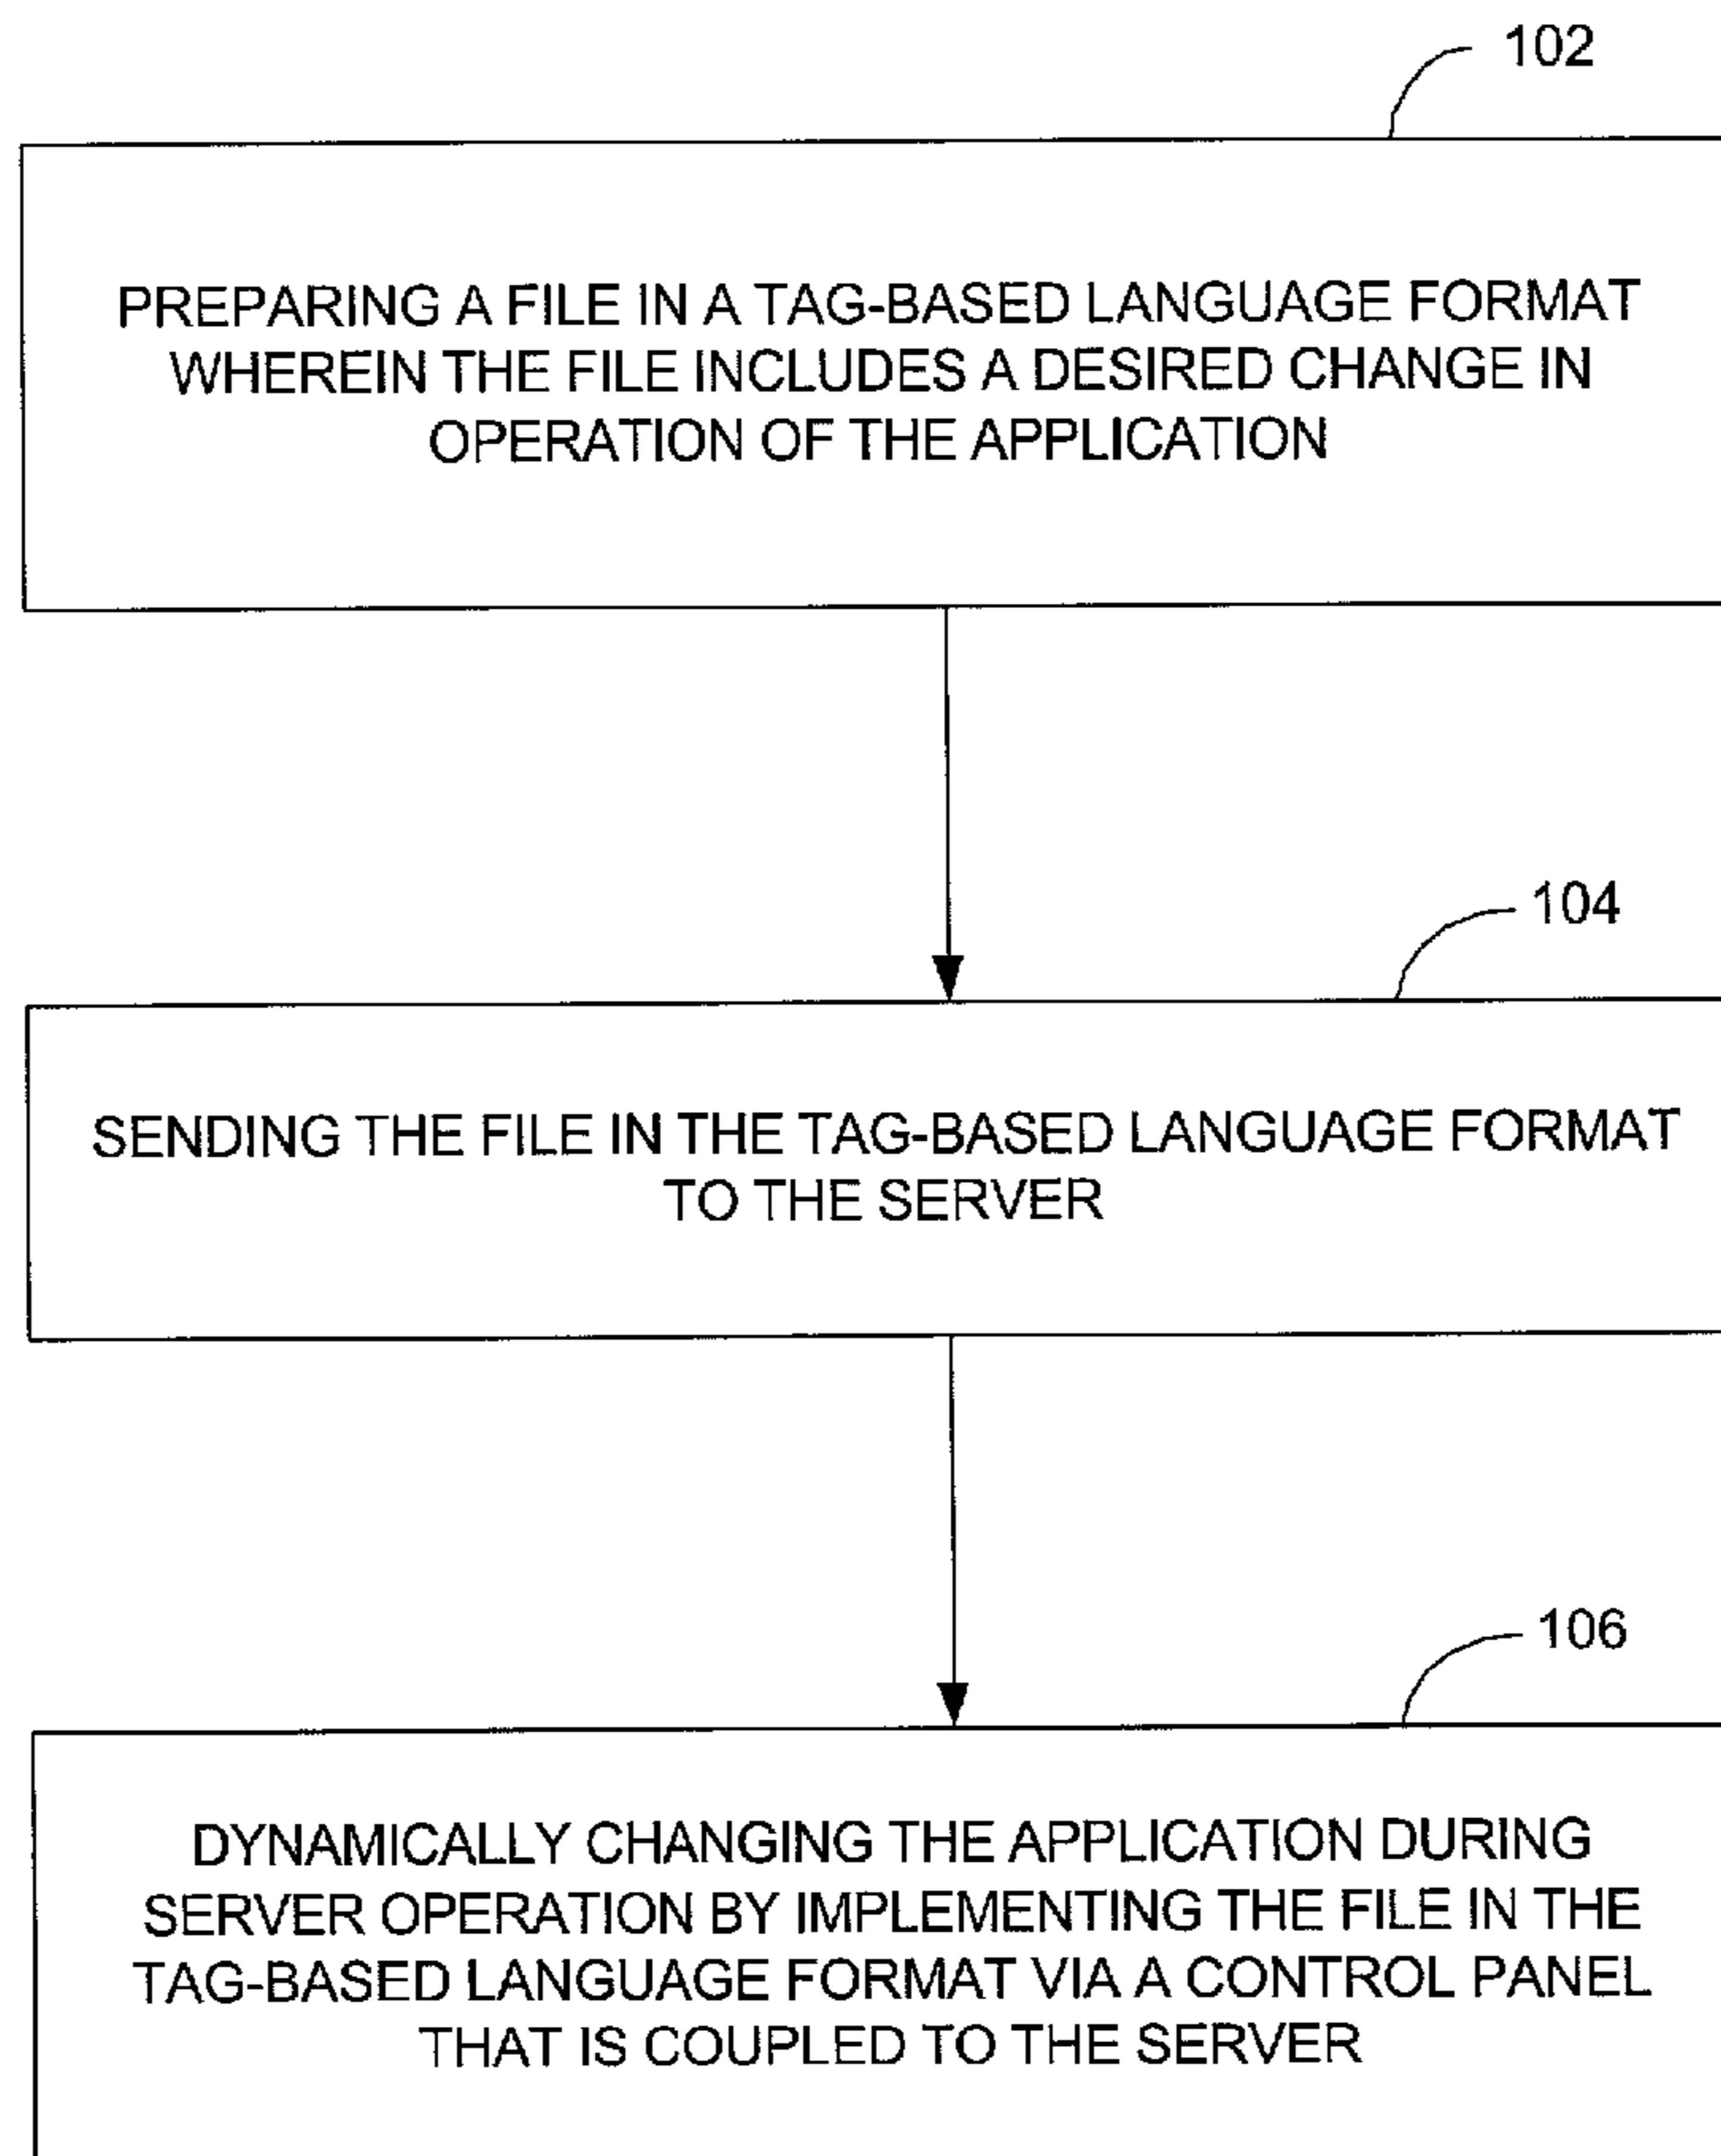 102
PREPARING A FILE IN A TAG-BASED LANGUAGE FORMAT
WHEREIN THE FILE INCLUDES A DESIRED CHANGE IN
OPERATION OF THE APPLICATION
104
SENDING THE FILE IN THE TAG-BASED LANGUAGE FORMAT
TO THE SERVER
106
DYNAMICALLY CHANGING THE APPLICATION DURING
SERVER OPERATION BY IMPLEMENTING THE FILE IN THE
TAG-BASED LANGUAGE FORMAT VIA A CONTROL PANEL
THAT IS COUPLED TO THE SERVER